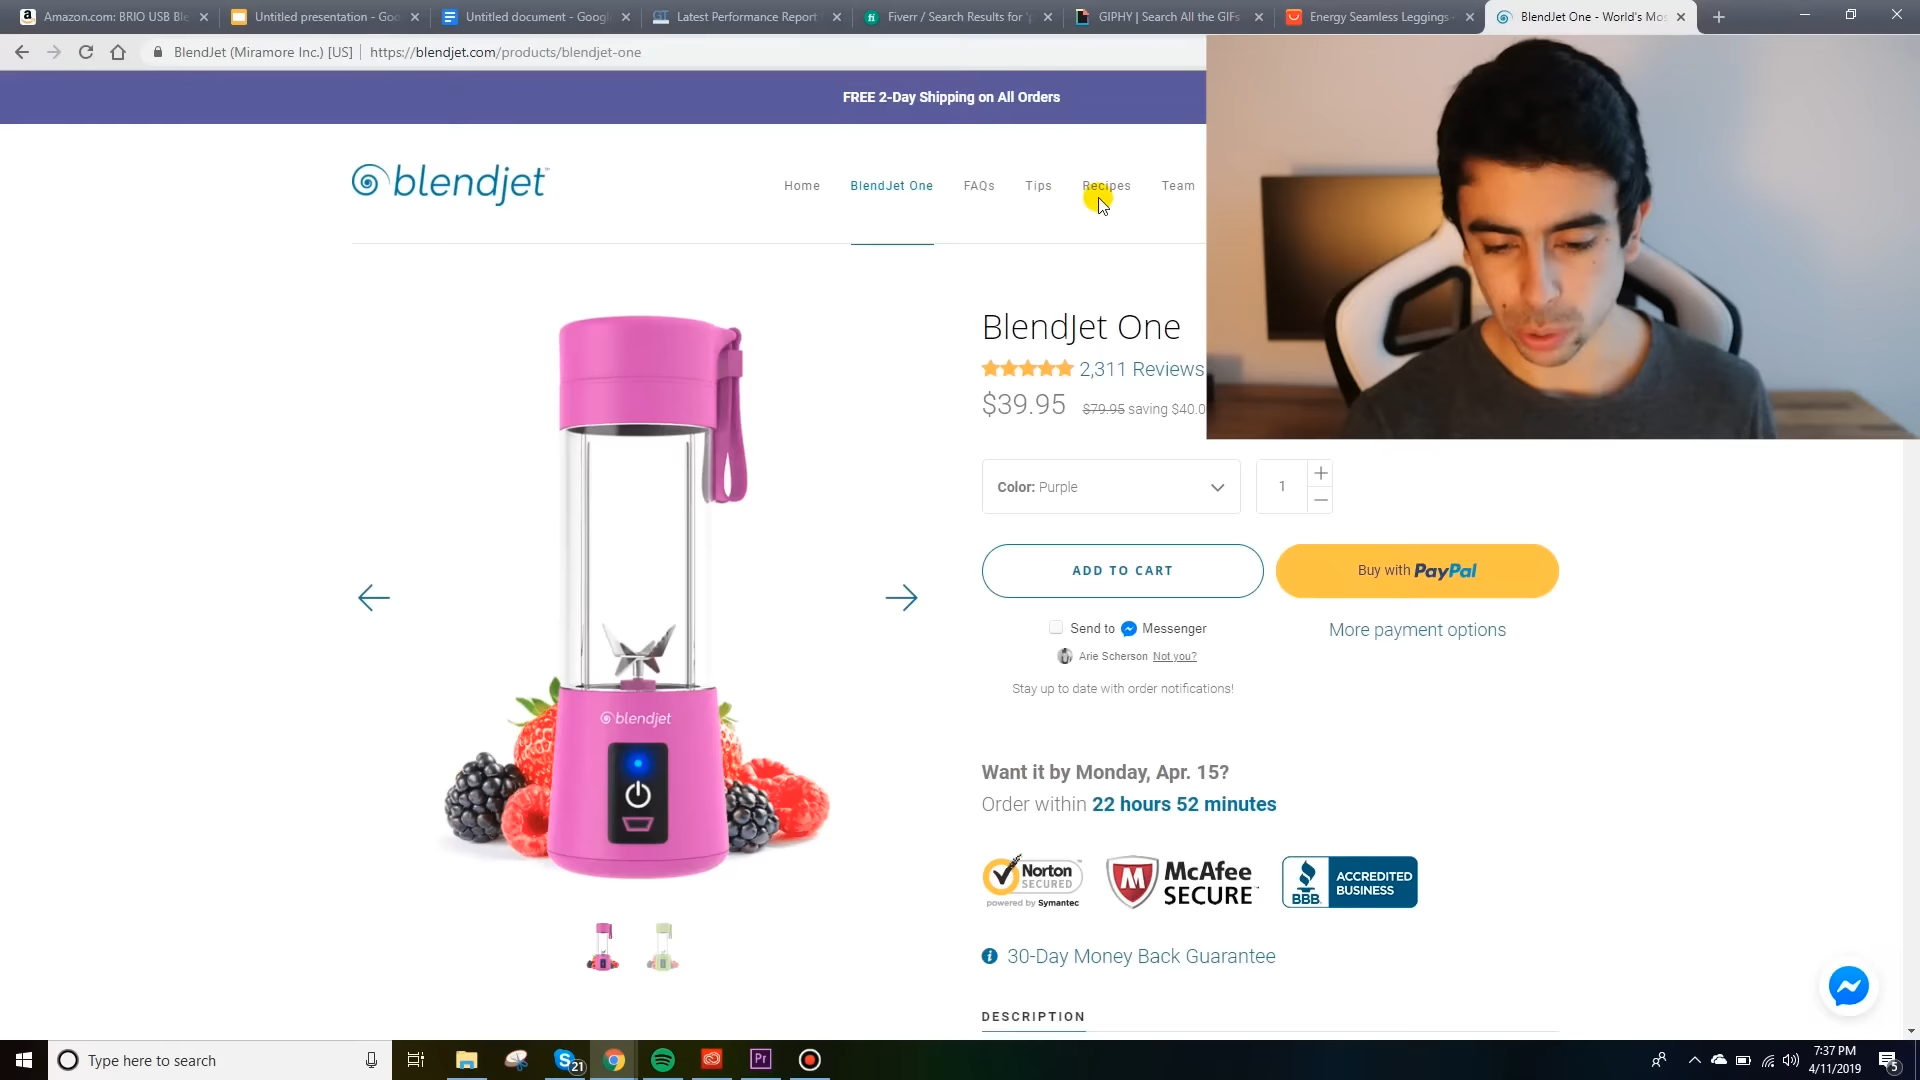 Amazon.com: BRIO USB Ble
Untitled presentation - Goo
Untitled document - Google
Latest Performance Report
Fiverr / Search Results for 'p
GIPHY | Search All the GIFs
Energy Seamless Leggings
BlendJet One - World's Mos
BlendJet (Miramore Inc.) [US] | https://blendjet.com/products/blendjet-one
FREE 2-Day Shipping on All Orders
blendjet™
Home
BlendJet One
FAQs
Tips
Recipes
Team
BlendJet One
2,311 Reviews
$39.95 $79.95 saving $40.0
Color: Purple
1
ADD TO CART
Buy with PayPal
Send to Messenger
More payment options
Arie Scherson Not you?
Stay up to date with order notifications!
blendjet
Want it by Monday, Apr. 15?
Order within 22 hours 52 minutes
Norton
SECURED
powered by Symantec
McAfee
SECURE
BBB
ACCREDITED
BUSINESS
30-Day Money Back Guarantee
DESCRIPTION
Type here to search
21
Pr
7:37 PM
4/11/2019
5